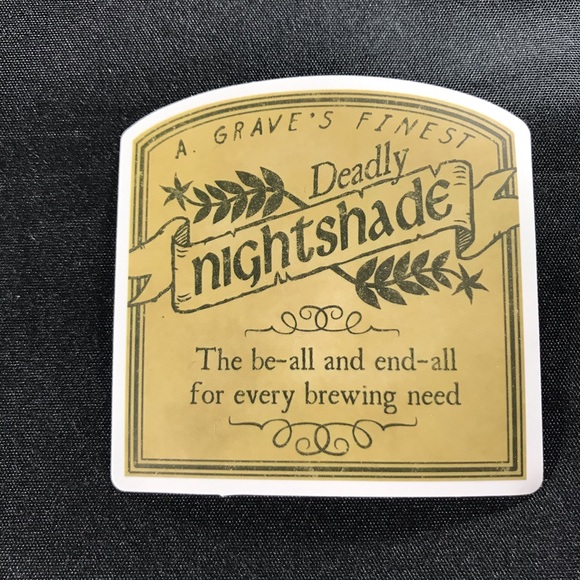 A. GRAVE'S FINEST
Deadly
nightshade
The be-all and end-all
for every brewing need